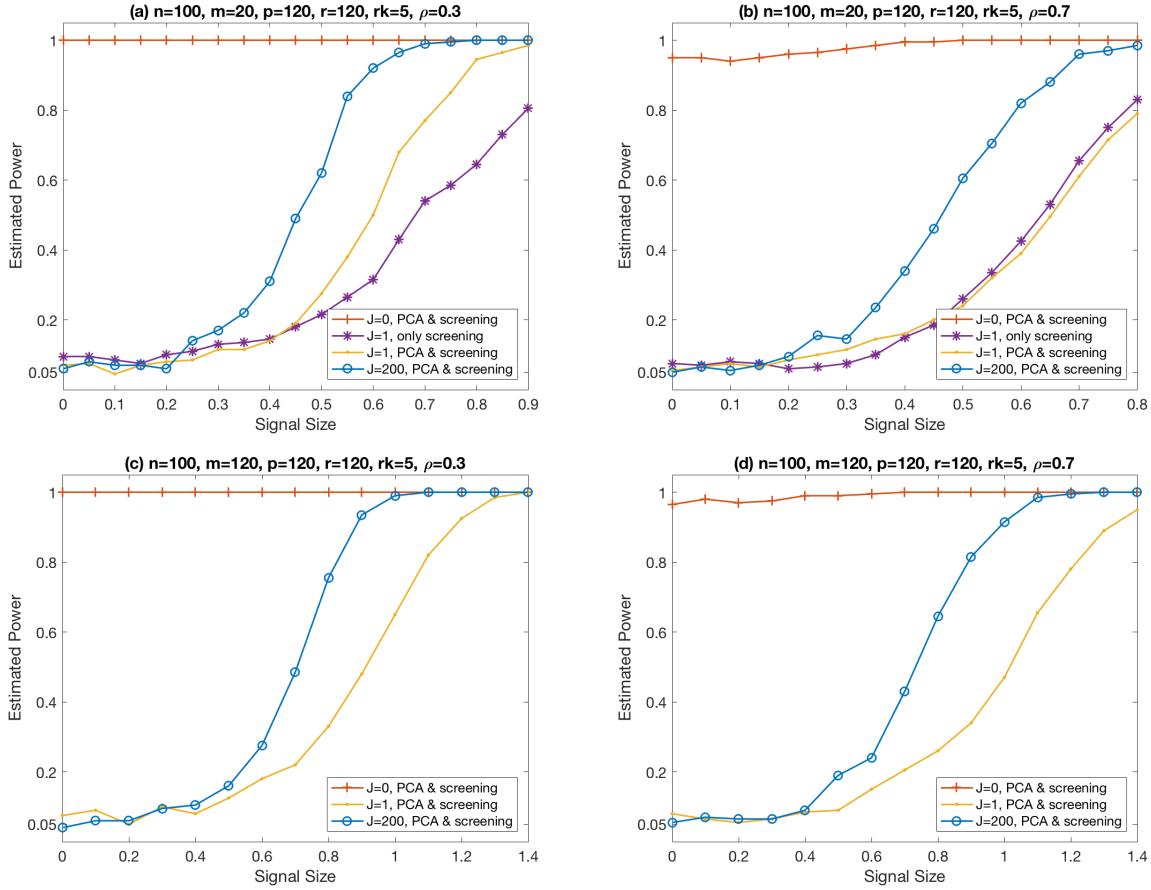 (a) n=100, m=20, p=120, r=120, rk=5, ρ=0.3
Estimated Power
1
0.8
0.6
0.4
0.2
0.05
J=0, PCA & screening
J=1, only screening
J=1, PCA & screening
J=200, PCA & screening
0 0.1 0.2 0.3 0.4 0.5 0.6 0.7 0.8 0.9
Signal Size
(b) n=100, m=20, p=120, r=120, rk=5, ρ=0.7
Estimated Power
1
0.8
0.6
0.4
0.2
0.05
J=0, PCA & screening
J=1, only screening
J=1, PCA & screening
J=200, PCA & screening
0 0.1 0.2 0.3 0.4 0.5 0.6 0.7 0.8
Signal Size
(c) n=100, m=120, p=120, r=120, rk=5, ρ=0.3
Estimated Power
1
0.8
0.6
0.4
0.2
0.05
J=0, PCA & screening
J=1, PCA & screening
J=200, PCA & screening
0 0.2 0.4 0.6 0.8 1 1.2 1.4
Signal Size
(d) n=100, m=120, p=120, r=120, rk=5, ρ=0.7
Estimated Power
1
0.8
0.6
0.4
0.2
0.05
J=0, PCA & screening
J=1, PCA & screening
J=200, PCA & screening
0 0.2 0.4 0.6 0.8 1 1.2 1.4
Signal Size